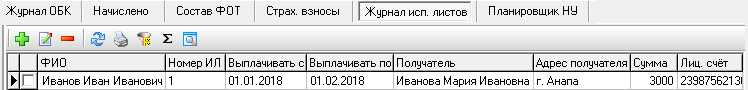 Журнал ОБК Начислено Состав ФОТ Страх. взносы Журнал исп. листов Планировщик НУ
Σ
ФИО Номер ИЛ Выплачивать с Выплачивать по Получатель Адрес получателя Сумма Лиц. счёт
Иванов Иван Иванович 1 01.01.2018 01.02.2018 Иванова Мария Ивановна г. Анапа 3000